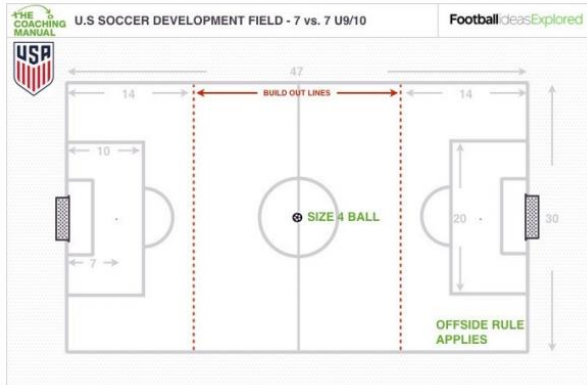 THE
COACHING
MANUAL
U.S SOCCER DEVELOPMENT FIELD - 7 vs. 7 U9/10
FootballIdeasExplored
USA
47
14
BUILD OUT LINES
14
10
SIZE 4 BALL
20
30
7
OFFSIDE RULE
APPLIES